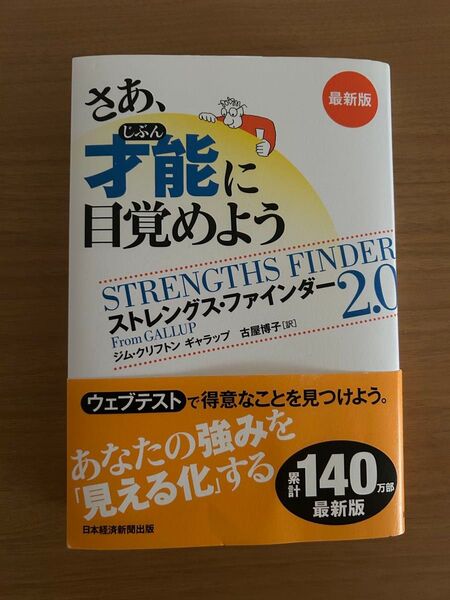 さあ、
最新版
じぶん
才能に
目覚めよう
STRENGTHS FINDER
ストレングス・ファインダー
2.0
From GALLUP
ジム・クリフトン ギャラップ 古屋博子[訳]
ウェブテストで得意なことを見つけよう。
あなたの強みを
「見える化」する
累計140万部
最新版
日本経済新聞出版